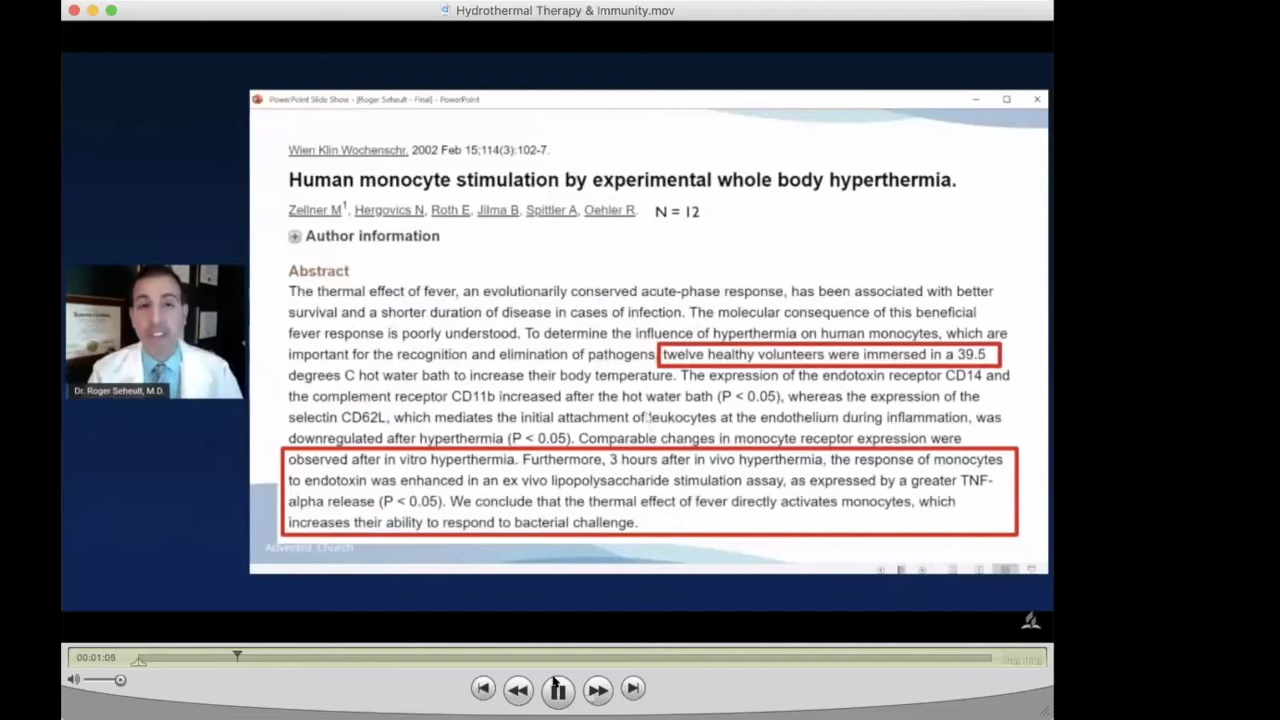 Hydrothermal Therapy & Immunity.mov
PowerPoint Slide Show - [Roger Seheult - Final] - PowerPoint
Wien Klin Wochenschr. 2002 Feb 15;114(3):102-7.
Human monocyte stimulation by experimental whole body hyperthermia.
Zellner M1, Hergovics N, Roth E, Jilma B, Spittler A, Oehler R. N = 12
Author information
Abstract
The thermal effect of fever, an evolutionarily conserved acute-phase response, has been associated with better
survival and a shorter duration of disease in cases of infection. The molecular consequence of this beneficial
fever response is poorly understood. To determine the influence of hyperthermia on human monocytes, which are
important for the recognition and elimination of pathogens, twelve healthy volunteers were immersed in a 39.5
degrees C hot water bath to increase their body temperature. The expression of the endotoxin receptor CD14 and
the complement receptor CD11b increased after the hot water bath (P < 0.05), whereas the expression of the
selectin CD62L, which mediates the initial attachment of leukocytes at the endothelium during inflammation, was
downregulated after hyperthermia (P < 0.05). Comparable changes in monocyte receptor expression were
observed after in vitro hyperthermia. Furthermore, 3 hours after in vivo hyperthermia, the response of monocytes
to endotoxin was enhanced in an ex vivo lipopolysaccharide stimulation assay, as expressed by a greater TNF-
alpha release (P < 0.05). We conclude that the thermal effect of fever directly activates monocytes, which
increases their ability to respond to bacterial challenge.
Dr. Roger Seheult, M.D.
Adventist Church
00:01:09